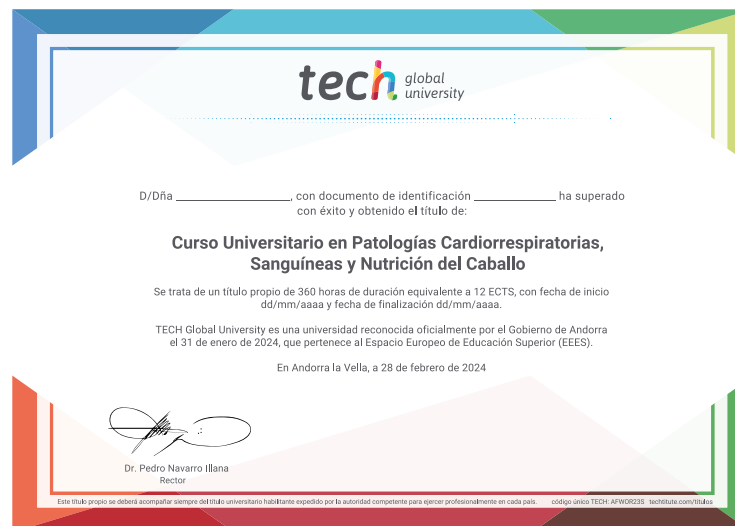 tech global university
D/Dña ____________________, con documento de identificación ______________ ha superado
con éxito y obtenido el título de:
Curso Universitario en Patologías Cardiorrespiratorias,
Sanguíneas y Nutrición del Caballo
Se trata de un título propio de 360 horas de duración equivalente a 12 ECTS, con fecha de inicio
dd/mm/aaaa y fecha de finalización dd/mm/aaaa.
TECH Global University es una universidad reconocida oficialmente por el Gobierno de Andorra
el 31 de enero de 2024, que pertenece al Espacio Europeo de Educación Superior (EEES).
En Andorra la Vella, a 28 de febrero de 2024
Dr. Pedro Navarro Illana
Rector
Este título propio se deberá acompañar siempre del título universitario habilitante expedido por la autoridad competente para ejercer profesionalmente en cada país. código único TECH: AFWOR23S techtitute.com/titulos